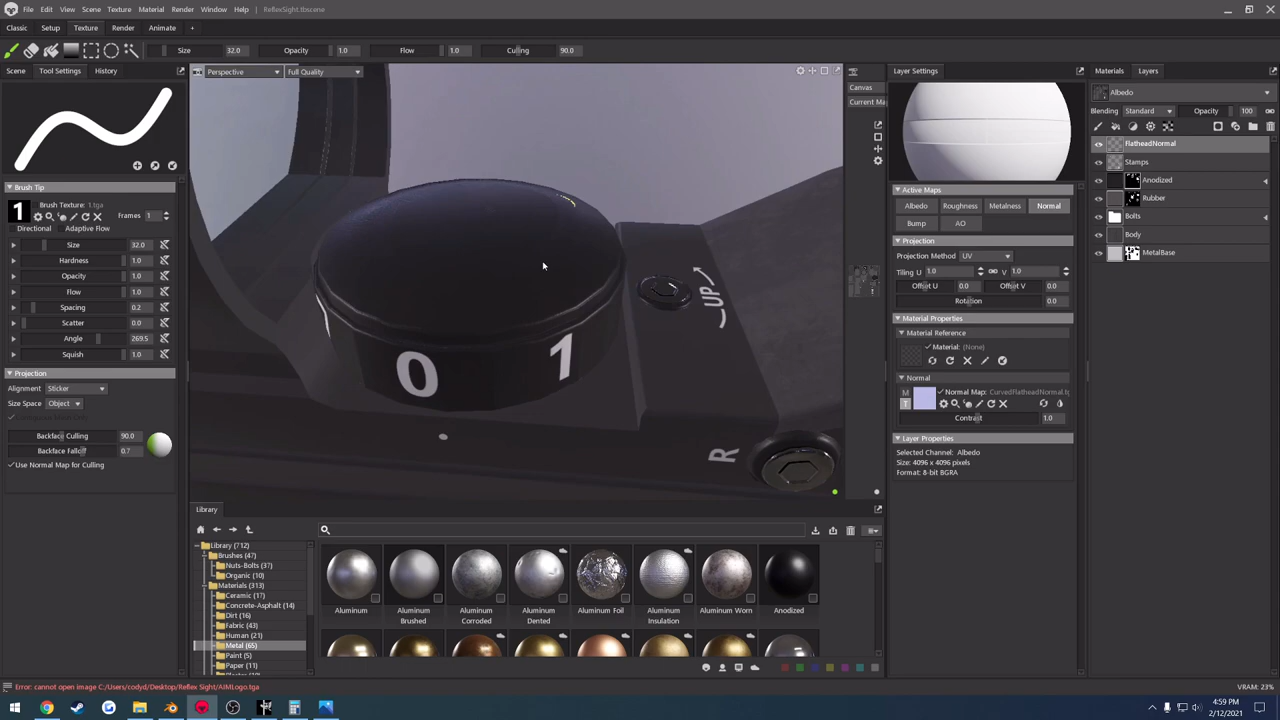 File Edit View Scene Texture Material Render Window Help ReflexSight.tbscene
Classic Setup Texture Render Animate +
Size 32.0 Opacity 1.0 Flow 1.0 Culling 90.0
Scene Tool Settings History
Perspective Full Quality
Canvas
Current Ma
Layer Settings
Materials Layers
Albedo
Blending Standard Opacity 100
FlatheadNormal
Stamps
Anodized
Rubber
Bolts
Body
MetalBase
Brush Tip
1
Brush Texture: 1.tga
Frames 1
Directional Adaptive Flow
Size 32.0
Hardness 1.0
Opacity 1.0
Flow 1.0
Spacing 0.2
Scatter 0.0
Angle 269.5
Squish 1.0
Projection
Alignment Sticker
Size Space Object
Backface Culling 90.0
Backface Falloff 0.7
Use Normal Map for Culling
UP
0 1
R
Active Maps
Albedo Roughness Metalness Normal
Bump AO
Projection
Projection Method UV
Tiling U 1.0 V 1.0
Offset U 0.0 Offset V 0.0
Rotation 0.0
Material Properties
Material Reference
Material: (None)
Normal
M
T
Normal Map: CurvedFlatheadNormal.tg
Contrast 1.0
Layer Properties
Selected Channel: Albedo
Size: 4096 x 4096 pixels
Format: 8-bit BGRA
Library
Library (712)
Brushes (47)
Nuts-Bolts (37)
Organic (10)
Materials (313)
Ceramic (17)
Concrete-Asphalt (14)
Dirt (16)
Fabric (43)
Human (21)
Metal (65)
Paint (5)
Paper (11)
Aluminum
Aluminum Brushed
Aluminum Corroded
Aluminum Dented
Aluminum Foil
Aluminum Insulation
Aluminum Worn
Anodized
Error: cannot open image C:/Users/codyd/Desktop/Reflex Sight/AIMLogo.tga
VRAM: 23%
4:59 PM
2/12/2021